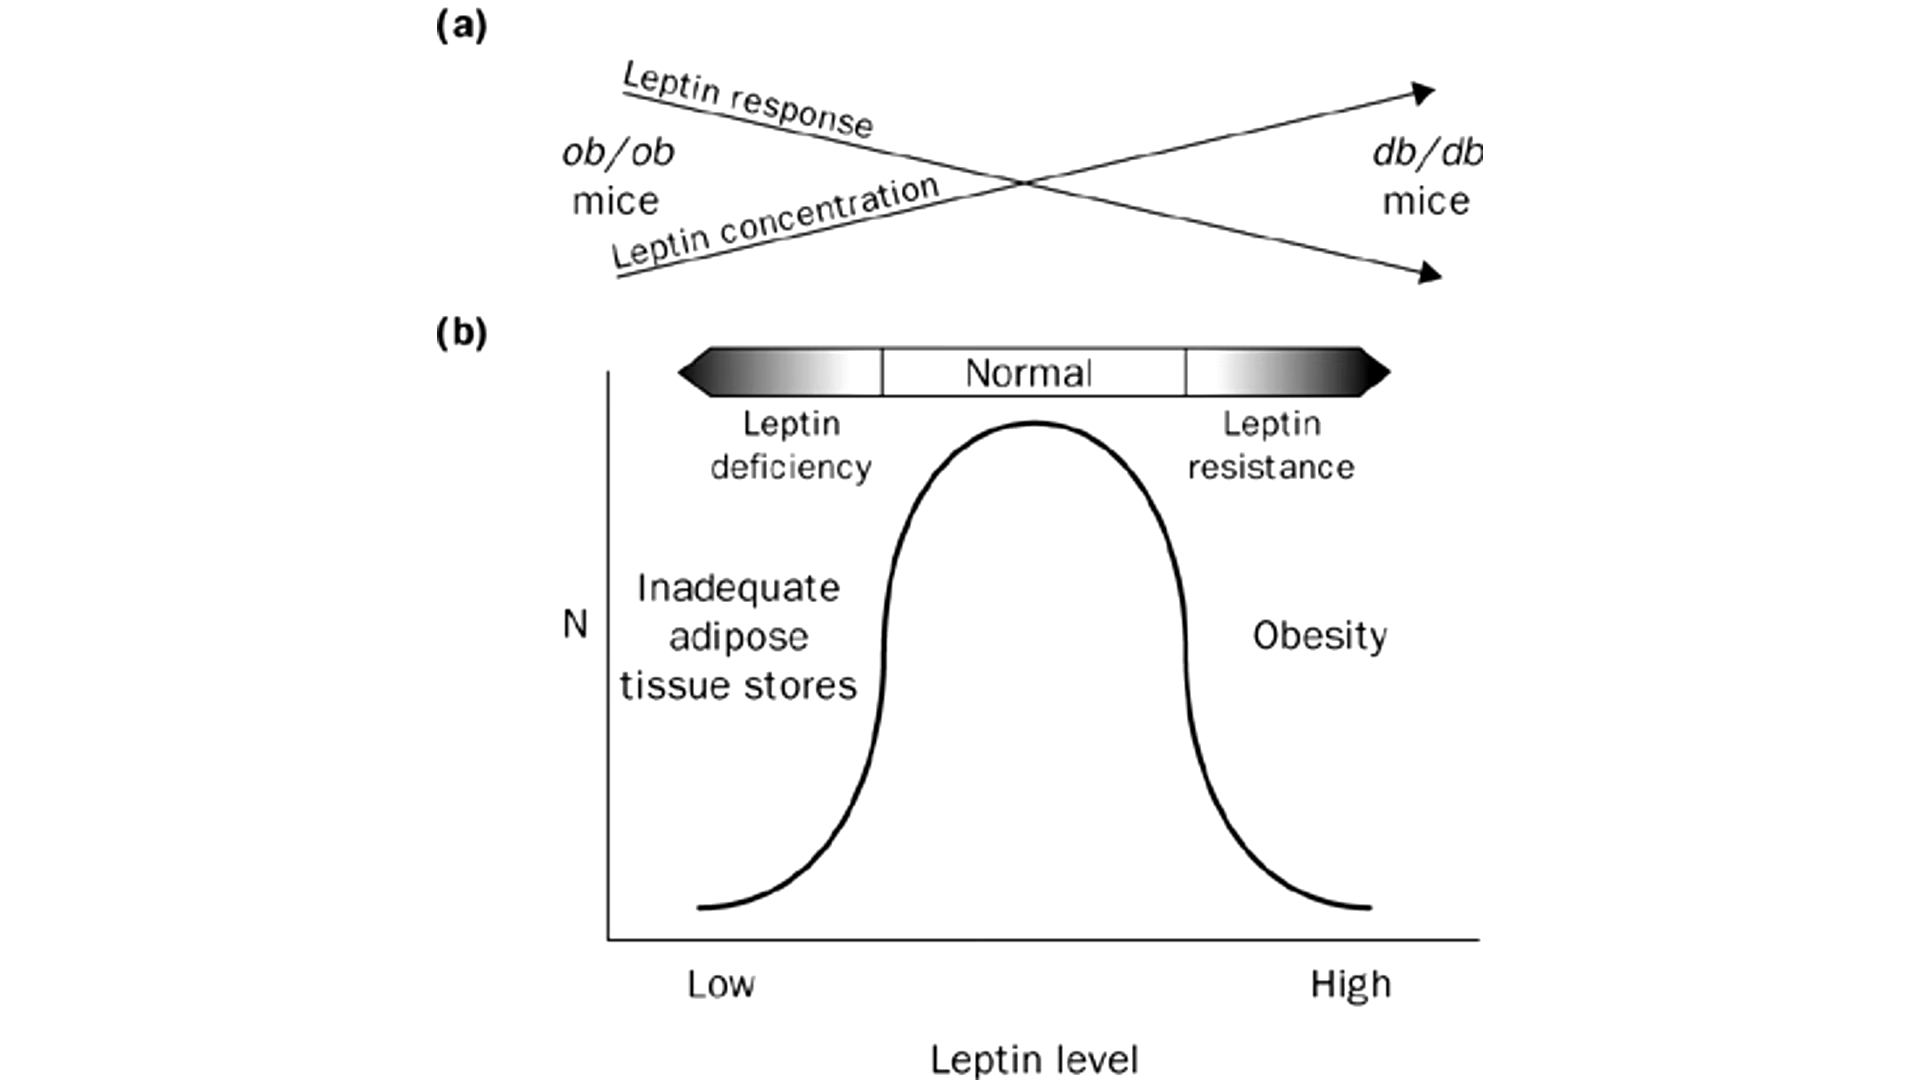 (a)
Leptin response
ob/ob
mice
Leptin concentration
db/db
mice
(b)
Normal
Leptin
deficiency
Leptin
resistance
Inadequate
adipose
tissue stores
N
Obesity
Low
High
Leptin level